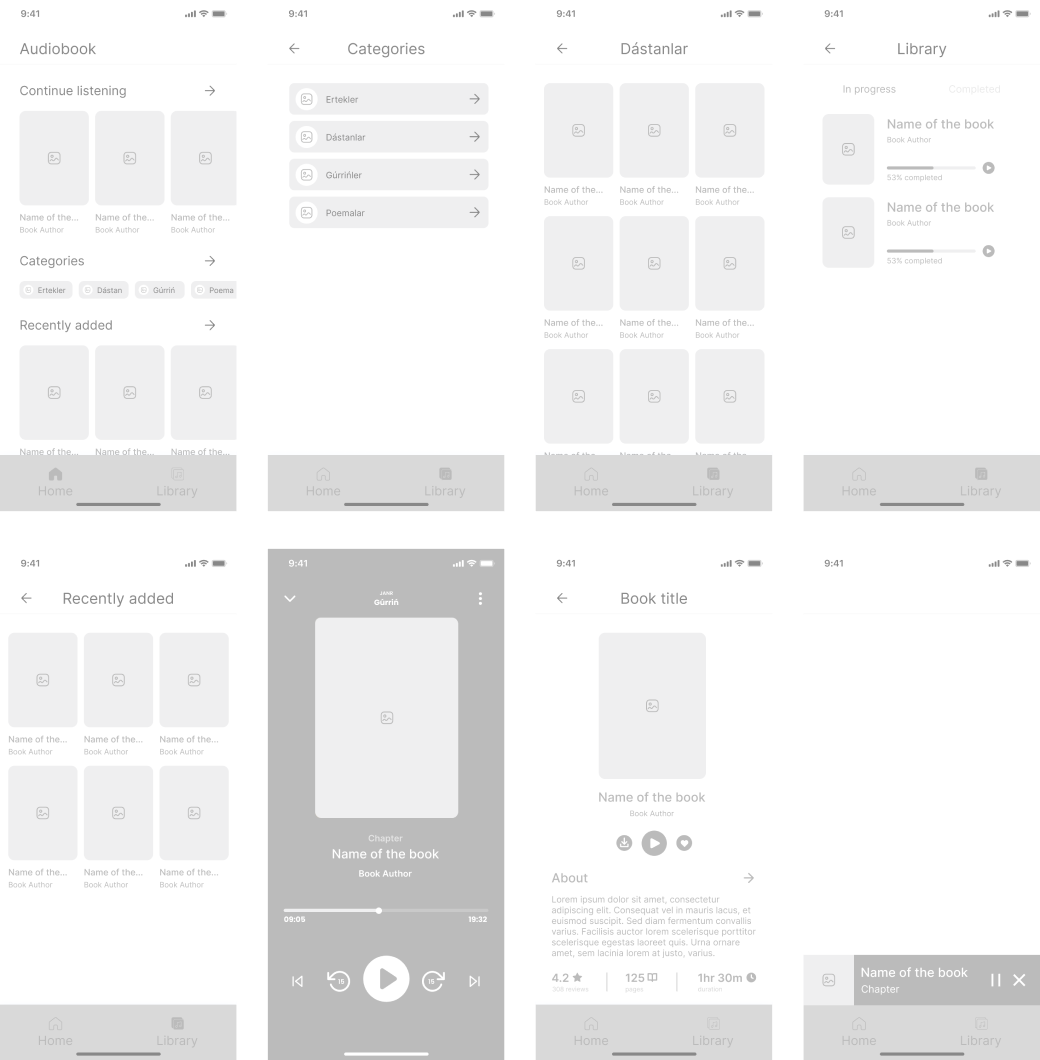 9:41
Audiobook
Continue listening
Name of the...
Book Author
Name of the...
Book Author
Name of the...
Book Author
Categories
Ertekler
Dástan
Gúrriń
Poema
Recently added
Name of the...
Name of the...
Name of the...
Home
Library
9:41
Categories
Ertekler
Dástanlar
Gúrrińler
Poemalar
Home
Library
9:41
Dástanlar
Name of the...
Book Author
Name of the...
Book Author
Name of the...
Book Author
Name of the...
Book Author
Name of the...
Book Author
Name of the...
Book Author
Name of the...
Name of the...
Name of the...
Home
Library
9:41
Library
In progress
Completed
Name of the book
Book Author
53% completed
Name of the book
Book Author
53% completed
Home
Library
9:41
Recently added
Name of the...
Book Author
Name of the...
Book Author
Name of the...
Book Author
Name of the...
Book Author
Name of the...
Book Author
Name of the...
Book Author
Home
Library
9:41
JANR
Gúrriń
Chapter
Name of the book
Book Author
09:05
19:32
15
15
9:41
Book title
Name of the book
Book Author
About
Lorem ipsum dolor sit amet, consectetur
adipiscing elit. Consequat vel in mauris lacus, et
euismod suscipit. Sed diam fermentum convallis
varius. Facilisis auctor lorem scelerisque porttitor
scelerisque egestas laoreet quis. Urna ornare
amet, sem lacinia lorem at justo, varius.
4.2
309 reviews
125
pages
1hr 30m
duration
Home
Library
9:41
Name of the book
Chapter
Home
Library